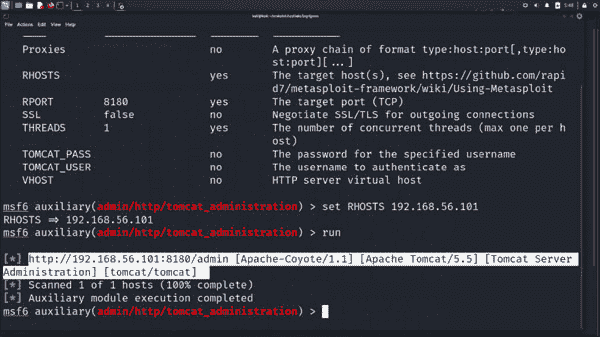 File Actions Edit View Help
Proxies no A proxy chain of format type:host:port[,type:ho
st:port][...]
RHOSTS yes The target host(s), see https://github.com/rapi
d7/metasploit-framework/wiki/Using-Metasploit
RPORT 8180 yes The target port (TCP)
SSL false no Negotiate SSL/TLS for outgoing connections
THREADS 1 yes The number of concurrent threads (max one per h
ost)
TOMCAT_PASS no The password for the specified username
TOMCAT_USER no The username to authenticate as
VHOST no HTTP server virtual host
msf6 auxiliary(admin/http/tomcat_administration) > set RHOSTS 192.168.56.101
RHOSTS => 192.168.56.101
msf6 auxiliary(admin/http/tomcat_administration) > run
[*] http://192.168.56.101:8180/admin [Apache-Coyote/1.1] [Apache Tomcat/5.5] [Tomcat Server
Administration] [tomcat/tomcat]
[*] Scanned 1 of 1 hosts (100% complete)
[*] Auxiliary module execution completed
msf6 auxiliary(admin/http/tomcat_administration) >